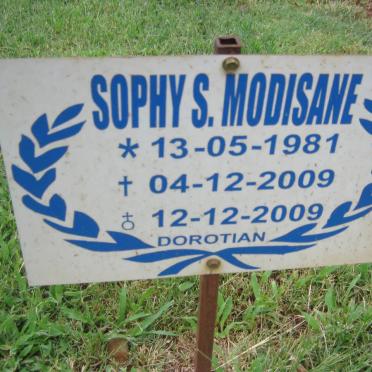 SOPHY S. MODISANE
* 13-05-1981
† 04-12-2009
♁ 12-12-2009
DOROTIAN